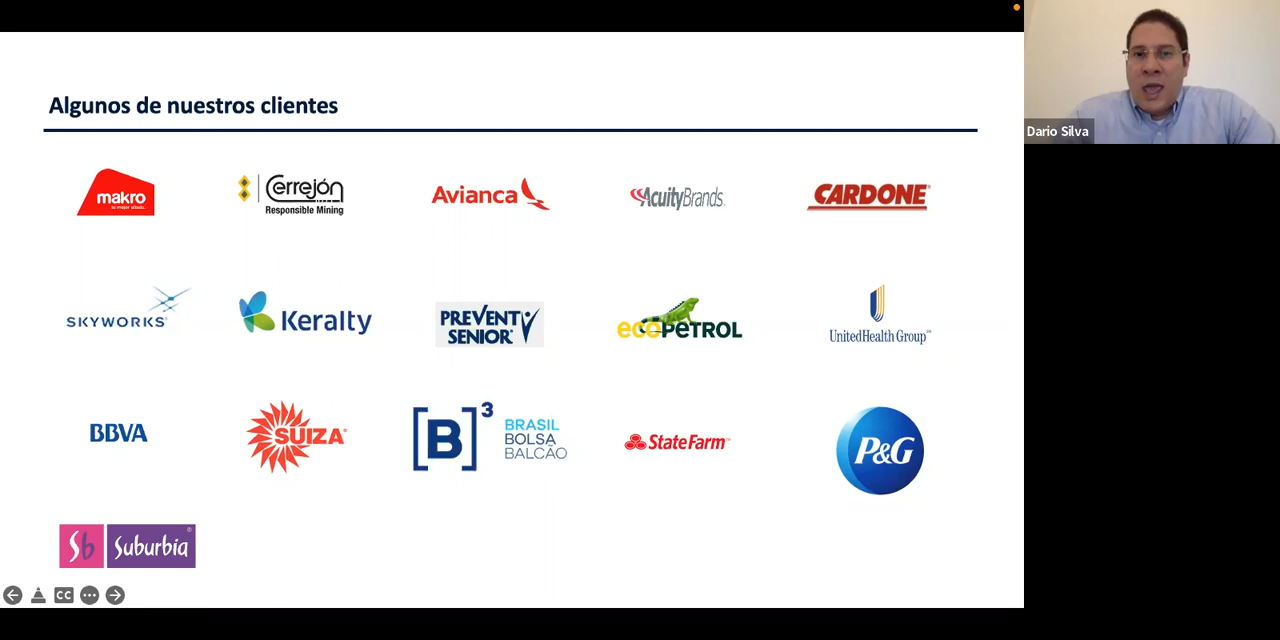 Algunos de nuestros clientes
Dario Silva
makro
Cerrejón
Responsible Mining
Avianca
AcuityBrands
CARDONE
SKYWORKS
Keralty
PREVENT
SENIOR
ecoPETROL
UnitedHealth Group
BBVA
SUIZA
[B]³
BRASIL
BOLSA
BALCÃO
StateFarm
P&G
Sb Suburbia
CC